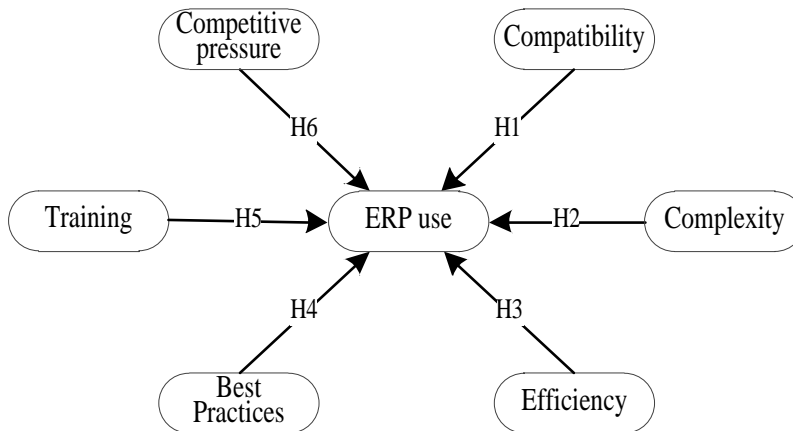 Competitive
pressure
Compatibility
H6
H1
Training
H5
ERP use
H2
Complexity
H4
H3
Best
Practices
Efficiency